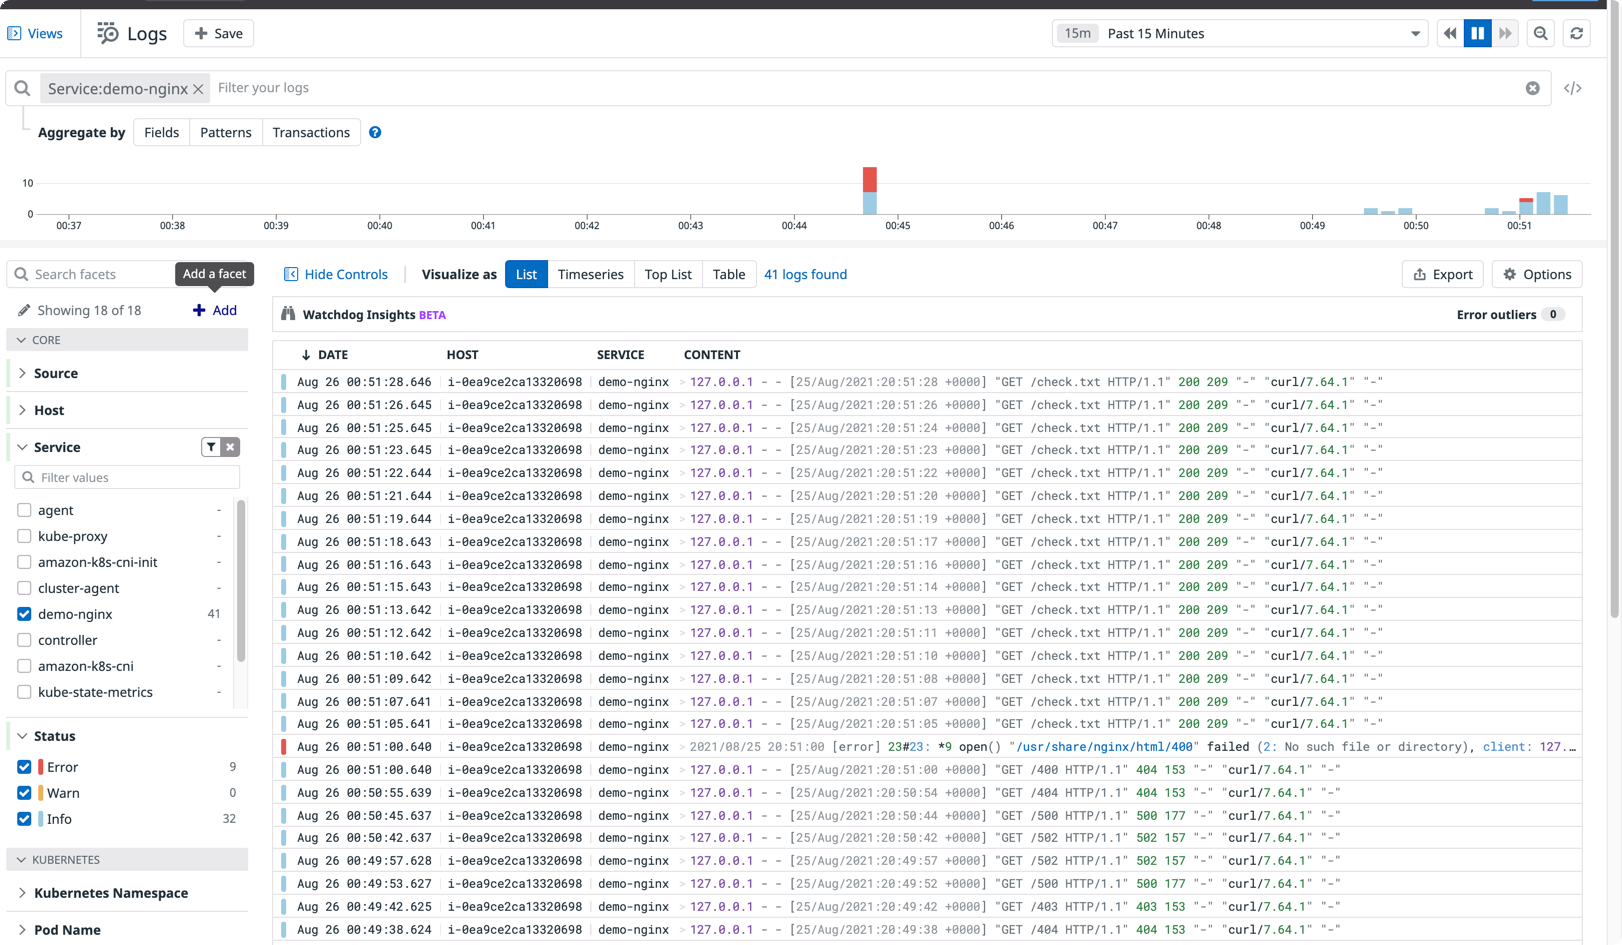 Views Logs + Save 15m Past 15 Minutes
Service:demo-nginx Filter your logs </>
Aggregate by Fields Patterns Transactions ?
10
0
00:37 00:38 00:39 00:40 00:41 00:42 00:43 00:44 00:45 00:46 00:47 00:48 00:49 00:50 00:51
Search facets Add a facet
Showing 18 of 18 + Add
CORE
Source
Host
Service
Filter values
agent -
kube-proxy -
amazon-k8s-cni-init -
cluster-agent -
demo-nginx 41
controller -
amazon-k8s-cni -
kube-state-metrics -
Status
Error 9
Warn 0
Info 32
KUBERNETES
Kubernetes Namespace
Pod Name
Hide Controls Visualize as List Timeseries Top List Table 41 logs found Export Options
Watchdog Insights BETA Error outliers 0
DATE HOST SERVICE CONTENT
Aug 26 00:51:28.646 i-0ea9ce2ca13320698 demo-nginx > 127.0.0.1 - - [25/Aug/2021:20:51:28 +0000] "GET /check.txt HTTP/1.1" 200 209 "-" "curl/7.64.1" "-"
Aug 26 00:51:26.645 i-0ea9ce2ca13320698 demo-nginx > 127.0.0.1 - - [25/Aug/2021:20:51:26 +0000] "GET /check.txt HTTP/1.1" 200 209 "-" "curl/7.64.1" "-"
Aug 26 00:51:25.645 i-0ea9ce2ca13320698 demo-nginx > 127.0.0.1 - - [25/Aug/2021:20:51:24 +0000] "GET /check.txt HTTP/1.1" 200 209 "-" "curl/7.64.1" "-"
Aug 26 00:51:23.645 i-0ea9ce2ca13320698 demo-nginx > 127.0.0.1 - - [25/Aug/2021:20:51:23 +0000] "GET /check.txt HTTP/1.1" 200 209 "-" "curl/7.64.1" "-"
Aug 26 00:51:22.644 i-0ea9ce2ca13320698 demo-nginx > 127.0.0.1 - - [25/Aug/2021:20:51:22 +0000] "GET /check.txt HTTP/1.1" 200 209 "-" "curl/7.64.1" "-"
Aug 26 00:51:21.644 i-0ea9ce2ca13320698 demo-nginx > 127.0.0.1 - - [25/Aug/2021:20:51:20 +0000] "GET /check.txt HTTP/1.1" 200 209 "-" "curl/7.64.1" "-"
Aug 26 00:51:19.644 i-0ea9ce2ca13320698 demo-nginx > 127.0.0.1 - - [25/Aug/2021:20:51:19 +0000] "GET /check.txt HTTP/1.1" 200 209 "-" "curl/7.64.1" "-"
Aug 26 00:51:18.643 i-0ea9ce2ca13320698 demo-nginx > 127.0.0.1 - - [25/Aug/2021:20:51:17 +0000] "GET /check.txt HTTP/1.1" 200 209 "-" "curl/7.64.1" "-"
Aug 26 00:51:16.643 i-0ea9ce2ca13320698 demo-nginx > 127.0.0.1 - - [25/Aug/2021:20:51:16 +0000] "GET /check.txt HTTP/1.1" 200 209 "-" "curl/7.64.1" "-"
Aug 26 00:51:15.643 i-0ea9ce2ca13320698 demo-nginx > 127.0.0.1 - - [25/Aug/2021:20:51:14 +0000] "GET /check.txt HTTP/1.1" 200 209 "-" "curl/7.64.1" "-"
Aug 26 00:51:13.642 i-0ea9ce2ca13320698 demo-nginx > 127.0.0.1 - - [25/Aug/2021:20:51:13 +0000] "GET /check.txt HTTP/1.1" 200 209 "-" "curl/7.64.1" "-"
Aug 26 00:51:12.642 i-0ea9ce2ca13320698 demo-nginx > 127.0.0.1 - - [25/Aug/2021:20:51:11 +0000] "GET /check.txt HTTP/1.1" 200 209 "-" "curl/7.64.1" "-"
Aug 26 00:51:10.642 i-0ea9ce2ca13320698 demo-nginx > 127.0.0.1 - - [25/Aug/2021:20:51:10 +0000] "GET /check.txt HTTP/1.1" 200 209 "-" "curl/7.64.1" "-"
Aug 26 00:51:09.642 i-0ea9ce2ca13320698 demo-nginx > 127.0.0.1 - - [25/Aug/2021:20:51:08 +0000] "GET /check.txt HTTP/1.1" 200 209 "-" "curl/7.64.1" "-"
Aug 26 00:51:07.641 i-0ea9ce2ca13320698 demo-nginx > 127.0.0.1 - - [25/Aug/2021:20:51:07 +0000] "GET /check.txt HTTP/1.1" 200 209 "-" "curl/7.64.1" "-"
Aug 26 00:51:05.641 i-0ea9ce2ca13320698 demo-nginx > 127.0.0.1 - - [25/Aug/2021:20:51:05 +0000] "GET /check.txt HTTP/1.1" 200 209 "-" "curl/7.64.1" "-"
Aug 26 00:51:00.640 i-0ea9ce2ca13320698 demo-nginx > 2021/08/25 20:51:00 [error] 23#23: *9 open() "/usr/share/nginx/html/400" failed (2: No such file or directory), client: 127.…
Aug 26 00:51:00.640 i-0ea9ce2ca13320698 demo-nginx > 127.0.0.1 - - [25/Aug/2021:20:51:00 +0000] "GET /400 HTTP/1.1" 404 153 "-" "curl/7.64.1" "-"
Aug 26 00:50:55.639 i-0ea9ce2ca13320698 demo-nginx > 127.0.0.1 - - [25/Aug/2021:20:50:54 +0000] "GET /404 HTTP/1.1" 404 153 "-" "curl/7.64.1" "-"
Aug 26 00:50:45.637 i-0ea9ce2ca13320698 demo-nginx > 127.0.0.1 - - [25/Aug/2021:20:50:44 +0000] "GET /500 HTTP/1.1" 500 177 "-" "curl/7.64.1" "-"
Aug 26 00:50:42.637 i-0ea9ce2ca13320698 demo-nginx > 127.0.0.1 - - [25/Aug/2021:20:50:42 +0000] "GET /502 HTTP/1.1" 502 157 "-" "curl/7.64.1" "-"
Aug 26 00:49:57.628 i-0ea9ce2ca13320698 demo-nginx > 127.0.0.1 - - [25/Aug/2021:20:49:57 +0000] "GET /502 HTTP/1.1" 502 157 "-" "curl/7.64.1" "-"
Aug 26 00:49:53.627 i-0ea9ce2ca13320698 demo-nginx > 127.0.0.1 - - [25/Aug/2021:20:49:52 +0000] "GET /500 HTTP/1.1" 500 177 "-" "curl/7.64.1" "-"
Aug 26 00:49:42.625 i-0ea9ce2ca13320698 demo-nginx > 127.0.0.1 - - [25/Aug/2021:20:49:42 +0000] "GET /403 HTTP/1.1" 403 153 "-" "curl/7.64.1" "-"
Aug 26 00:49:38.624 i-0ea9ce2ca13320698 demo-nginx > 127.0.0.1 - - [25/Aug/2021:20:49:38 +0000] "GET /404 HTTP/1.1" 404 153 "-" "curl/7.64.1" "-"